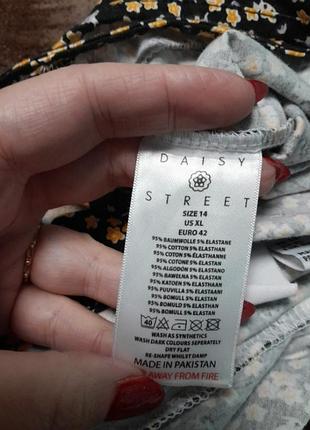 DAISY
STREET
SIZE 14
US XL
EURO 42
95% BAUMWOLLE 5% ELASTANE
95% COTTON 5% ELASTHAN
95% COTON 5% ELASTHANNE
95% COTONE 5% ELASTAN
95% ALGODÓN 5% ELASTANO
95% BAWELNA 5% ELASTAN
95% KATOEN 5% ELASTAAN
95% PUUVILLA 5% ELASTAANI
95% BOMULL 5% ELASTAN
95% BOMULD 5% ELASTAN
95% BOMULL 5% ELASTAN
40
WASH AS SYNTHETICS
WASH DARK COLOURS SEPERATELY
DRY FLAT
RE-SHAPE WHILST DAMP
MADE IN PAKISTAN
AWAY FROM FIRE